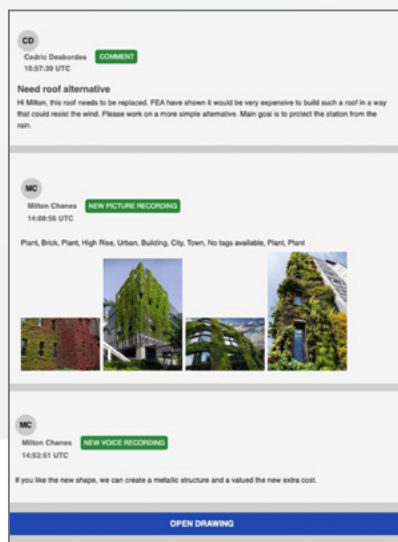 CD
Cedric Desbordes COMMENT
10:57:39 UTC
Need roof alternative
Hi Milton, this roof needs to be replaced. FEA have shown it would be very expensive to build such a roof in a way
that could resist the wind. Please work on a more simple alternative. Main goal is to protect the station from the
rain.
MC
Milton Chanes NEW PICTURE RECORDING
14:08:56 UTC
Plant, Brick, Plant, High Rise, Urban, Building, City, Town, No tags available, Plant, Plant
MC
Milton Chanes NEW VOICE RECORDING
14:52:51 UTC
If you like the new shape, we can create a metallic structure and a valued the new extra cost.
OPEN DRAWING